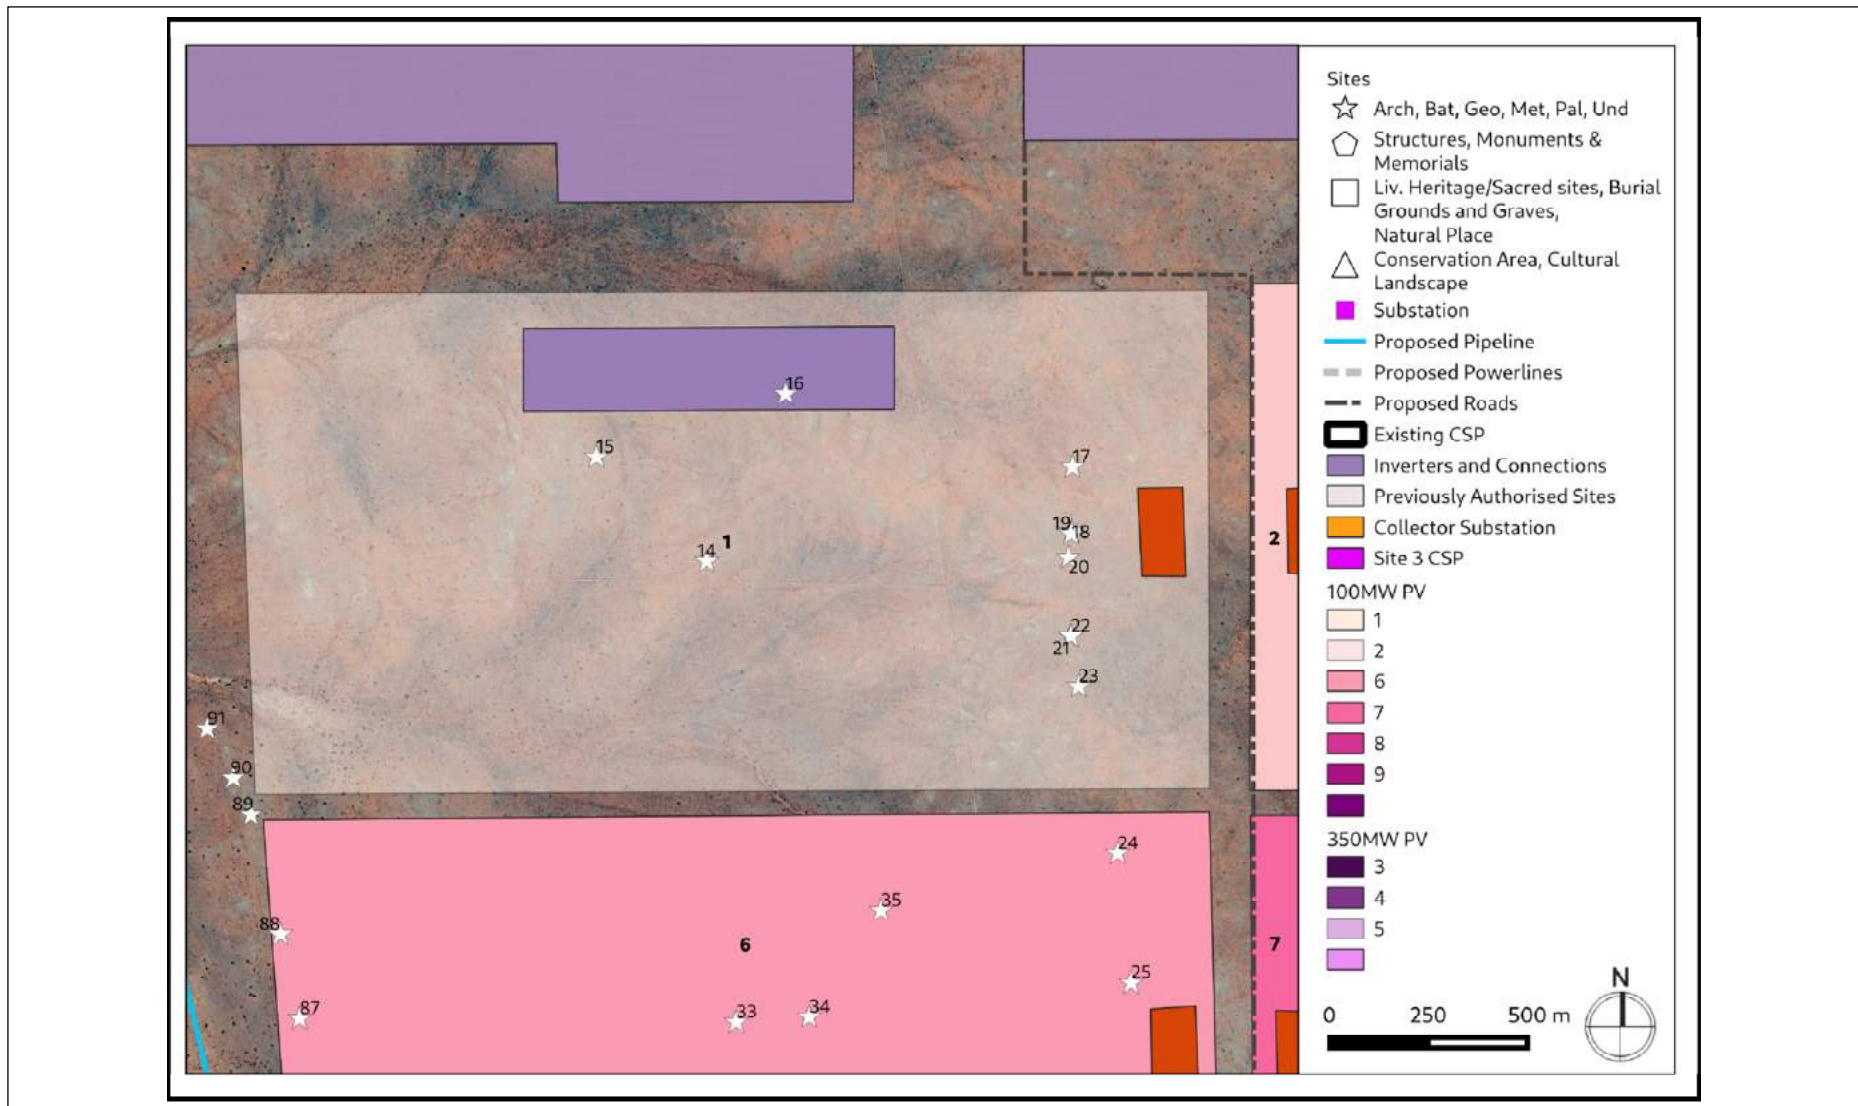 16
15
17
19
18
14
1
20
2
22
21
23
91
90
89
24
35
88
6
7
25
87
33
34
Sites
Arch, Bat, Geo, Met, Pal, Und
Structures, Monuments &
Memorials
Liv. Heritage/Sacred sites, Burial
Grounds and Graves,
Natural Place
Conservation Area, Cultural
Landscape
Substation
Proposed Pipeline
Proposed Powerlines
Proposed Roads
Existing CSP
Inverters and Connections
Previously Authorised Sites
Collector Substation
Site 3 CSP
100MW PV
1
2
6
7
8
9
350MW PV
3
4
5
N
0 250 500 m